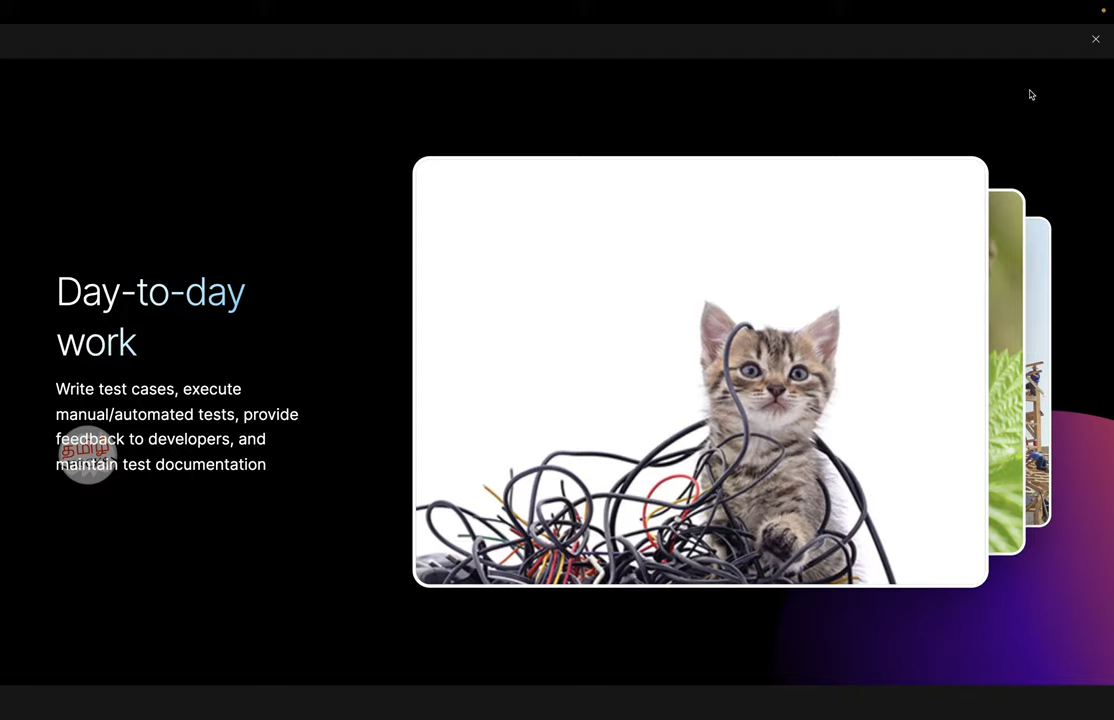 Day-to-day
work
Write test cases, execute
manual/automated tests, provide
feedback to developers, and
தமிழ்
maintain test documentation